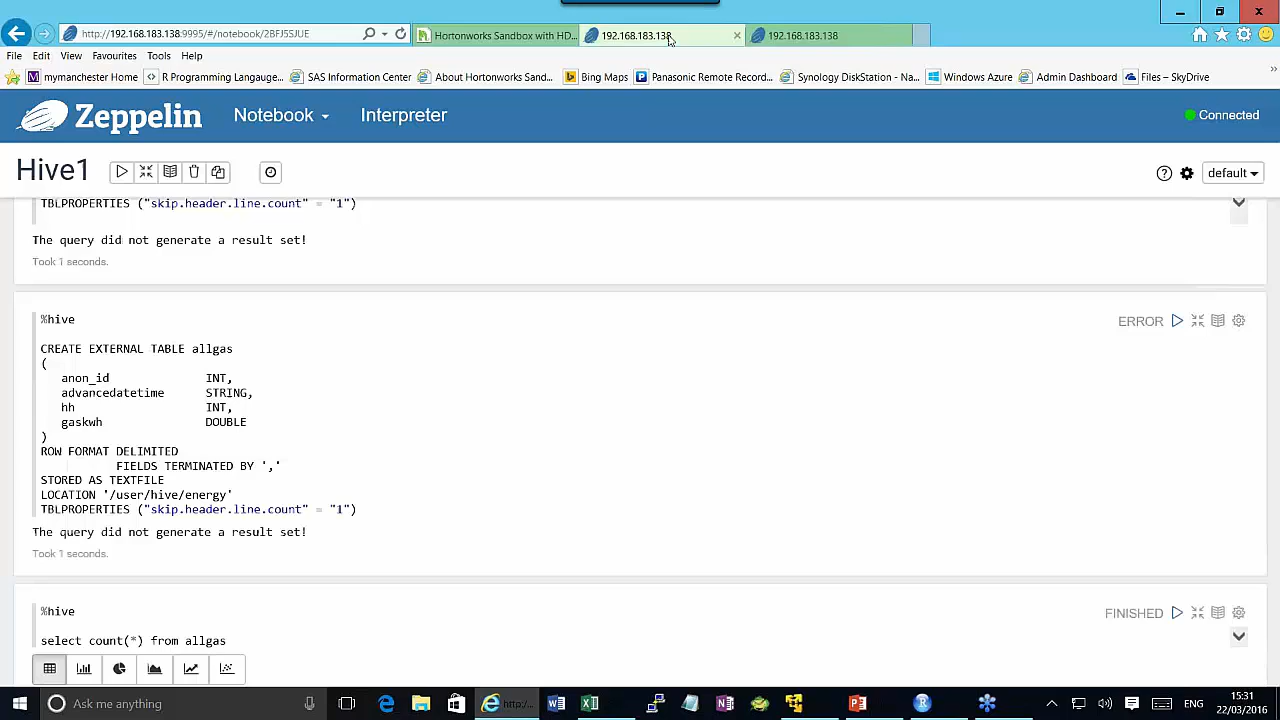 http://192.168.183.138:9995/#/notebook/2BFJ5SJUE
Hortonworks Sandbox with HD...
192.168.183.138
192.168.183.138
File Edit View Favourites Tools Help
mymanchester Home
R Programming Langauge...
SAS Information Center
About Hortonworks Sand...
Bing Maps
Panasonic Remote Record...
Synology DiskStation - Na...
Windows Azure
Admin Dashboard
Files – SkyDrive
Zeppelin
Notebook
Interpreter
Connected
Hive1
default
TBLPROPERTIES ("skip.header.line.count" = "1")
The query did not generate a result set!
Took 1 seconds.
%hive
ERROR
CREATE EXTERNAL TABLE allgas
(
anon_id INT,
advancedatetime STRING,
hh INT,
gaskwh DOUBLE
)
ROW FORMAT DELIMITED
FIELDS TERMINATED BY ','
STORED AS TEXTFILE
LOCATION '/user/hive/energy'
TBLPROPERTIES ("skip.header.line.count" = "1")
The query did not generate a result set!
Took 1 seconds.
%hive
FINISHED
select count(*) from allgas
Ask me anything
http:/...
ENG
15:31
22/03/2016